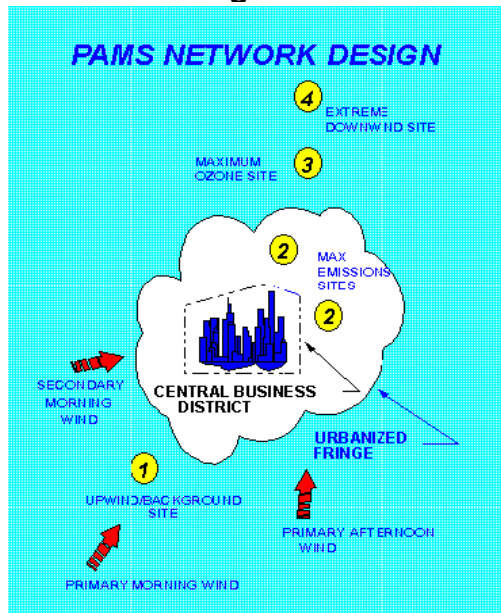 PAMS NETWORK DESIGN
4
EXTREME
DOWNWIND SITE
MAXIMUM
OZONE SITE
3
2
MAX
EMISSIONS
SITES
2
SECONDARY
MORNING
WIND
CENTRAL BUSINESS
DISTRICT
URBANIZED
FRINGE
1
UPWIND/BACKGROUND
SITE
PRIMARY AFTERNOON
WIND
PRIMARY MORNING WIND